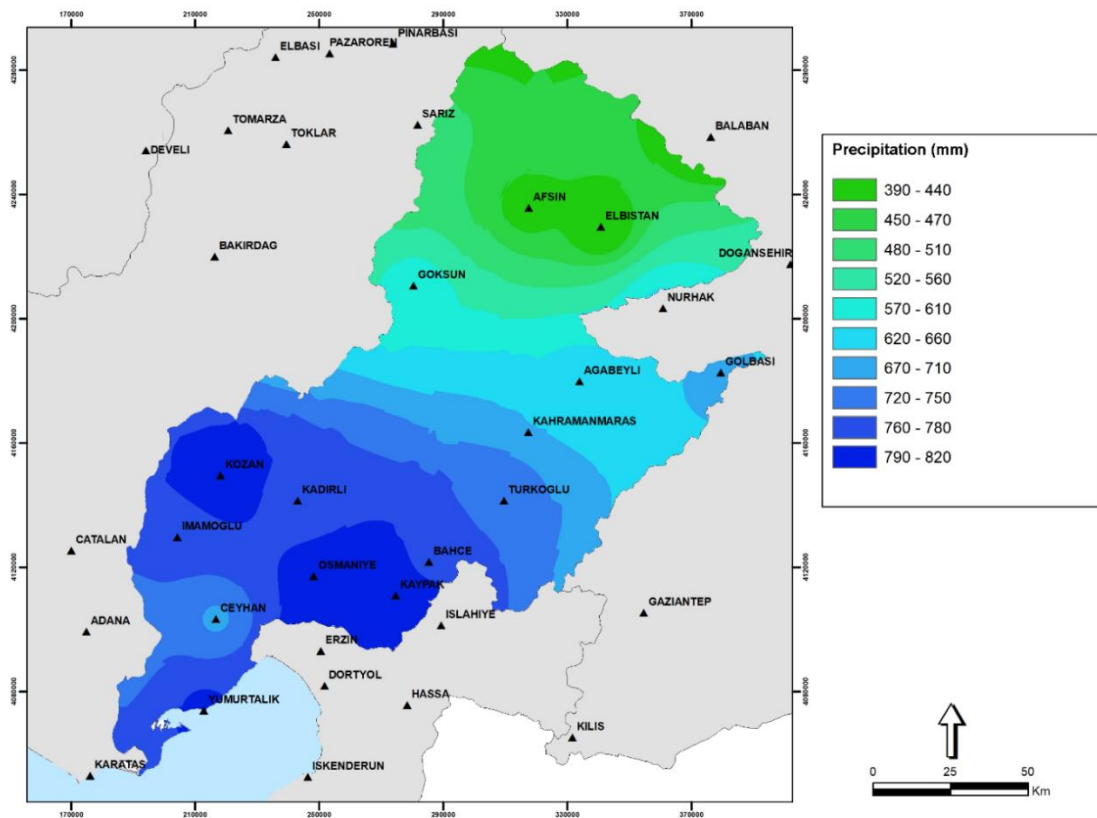 170000 210000 250000 290000 330000 370000
PINARBASI
PAZAROREN
ELBASI
4280000 4280000
SARIZ
TOMARZA
BALABAN
TOKLAR
DEVELI
Precipitation (mm)
390 - 440
450 - 470
480 - 510
520 - 560
570 - 610
620 - 660
670 - 710
720 - 750
760 - 780
790 - 820
4240000 4240000
AFSIN
ELBISTAN
BAKIRDAG
DOGANSEHIR
GOKSUN
NURHAK
4200000 4200000
GOLBASI
AGABEYLI
KAHRAMANMARAS
4160000 4160000
KOZAN
KADIRLI
TURKOGLU
IMAMOGLU
CATALAN
BAHCE
4120000 4120000
OSMANIYE
KAYPAK
CEYHAN
GAZIANTEP
ADANA
ISLAHIYE
ERZIN
DORTYOL
4080000 4080000
HASSA
YUMURTALIK
KILIS
KARATAS
ISKENDERUN
0 25 50
Km
170000 210000 250000 290000 330000 370000